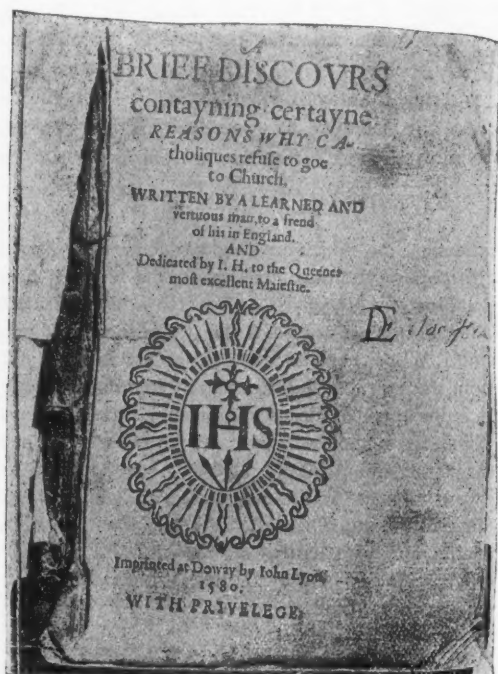 A
BRIEF DISCOVRS
contayning certayne
REASONS WHY CA-
tholiques refuse to goe
to Church,
WRITTEN BY A LEARNED AND
vertuous man, to a frend
of his in England.
AND
Dedicated by I. H. to the Queenes
most excellent Maiestie.
IHS
Imprinted at Doway by Iohn Lyon.
1580.
WITH PRIVELEGE.